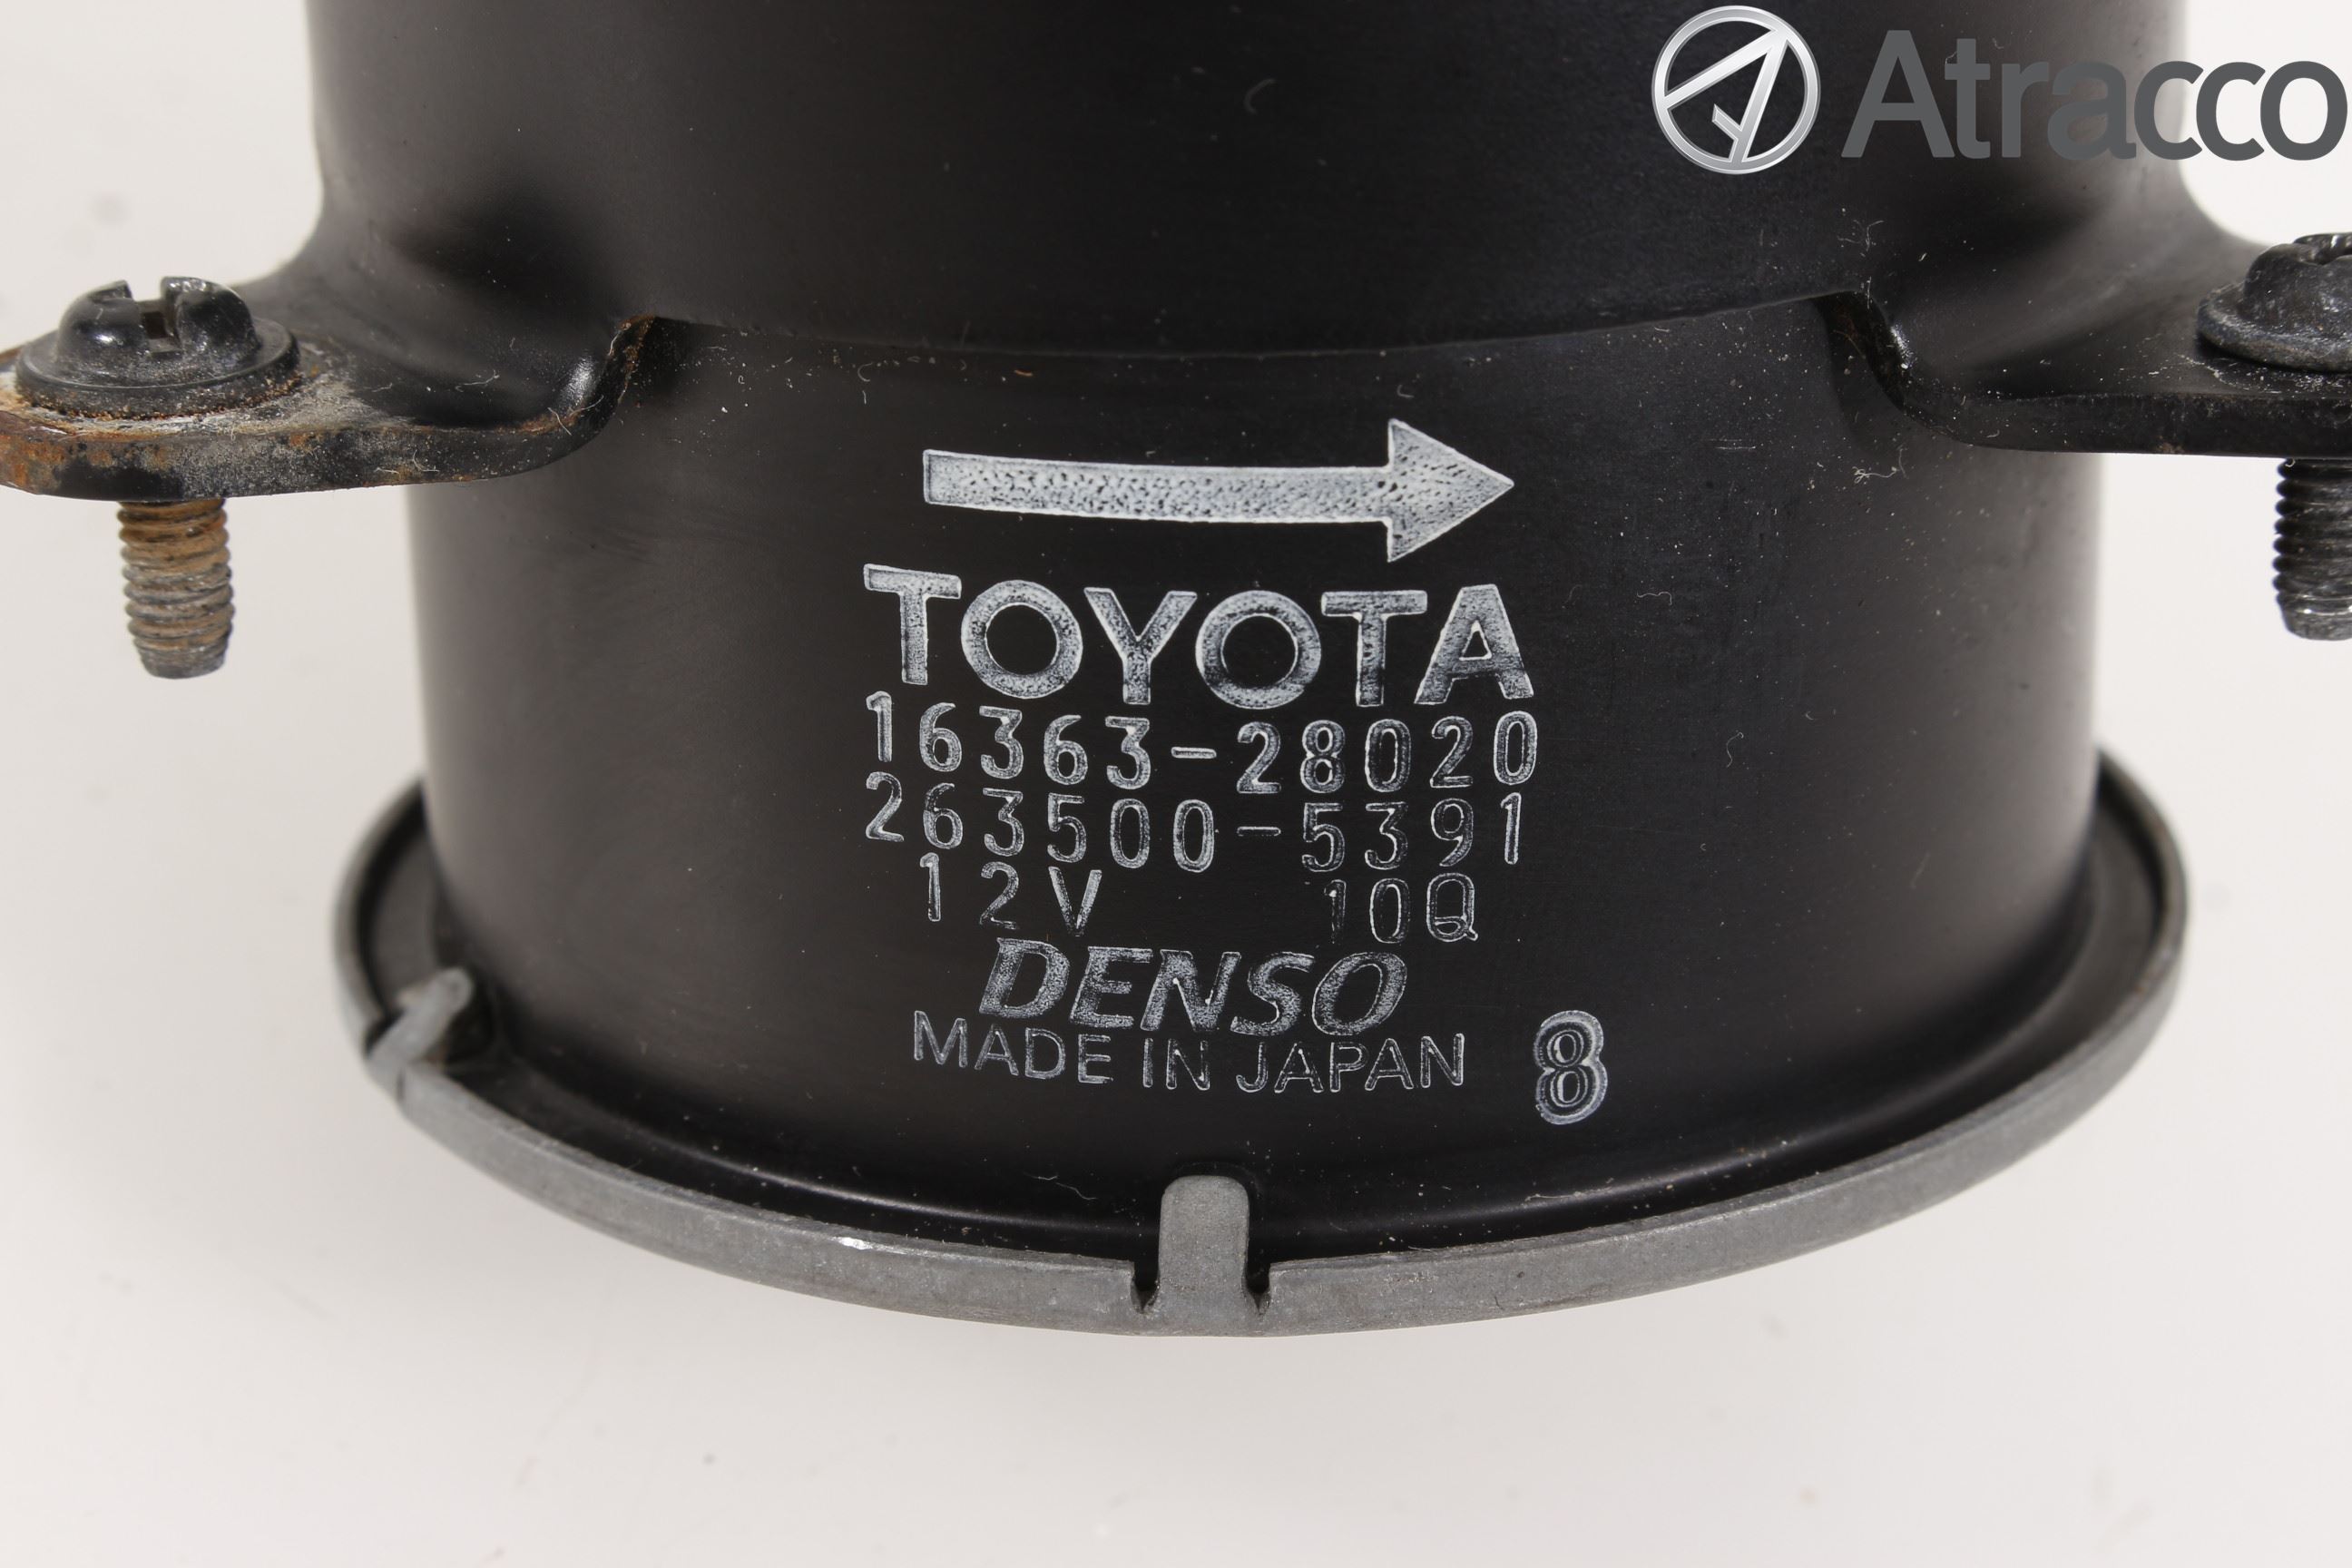 Atracco
TOYOTA
16363-28020
263500-5391
12V 10Q
DENSO
MADE IN JAPAN 8